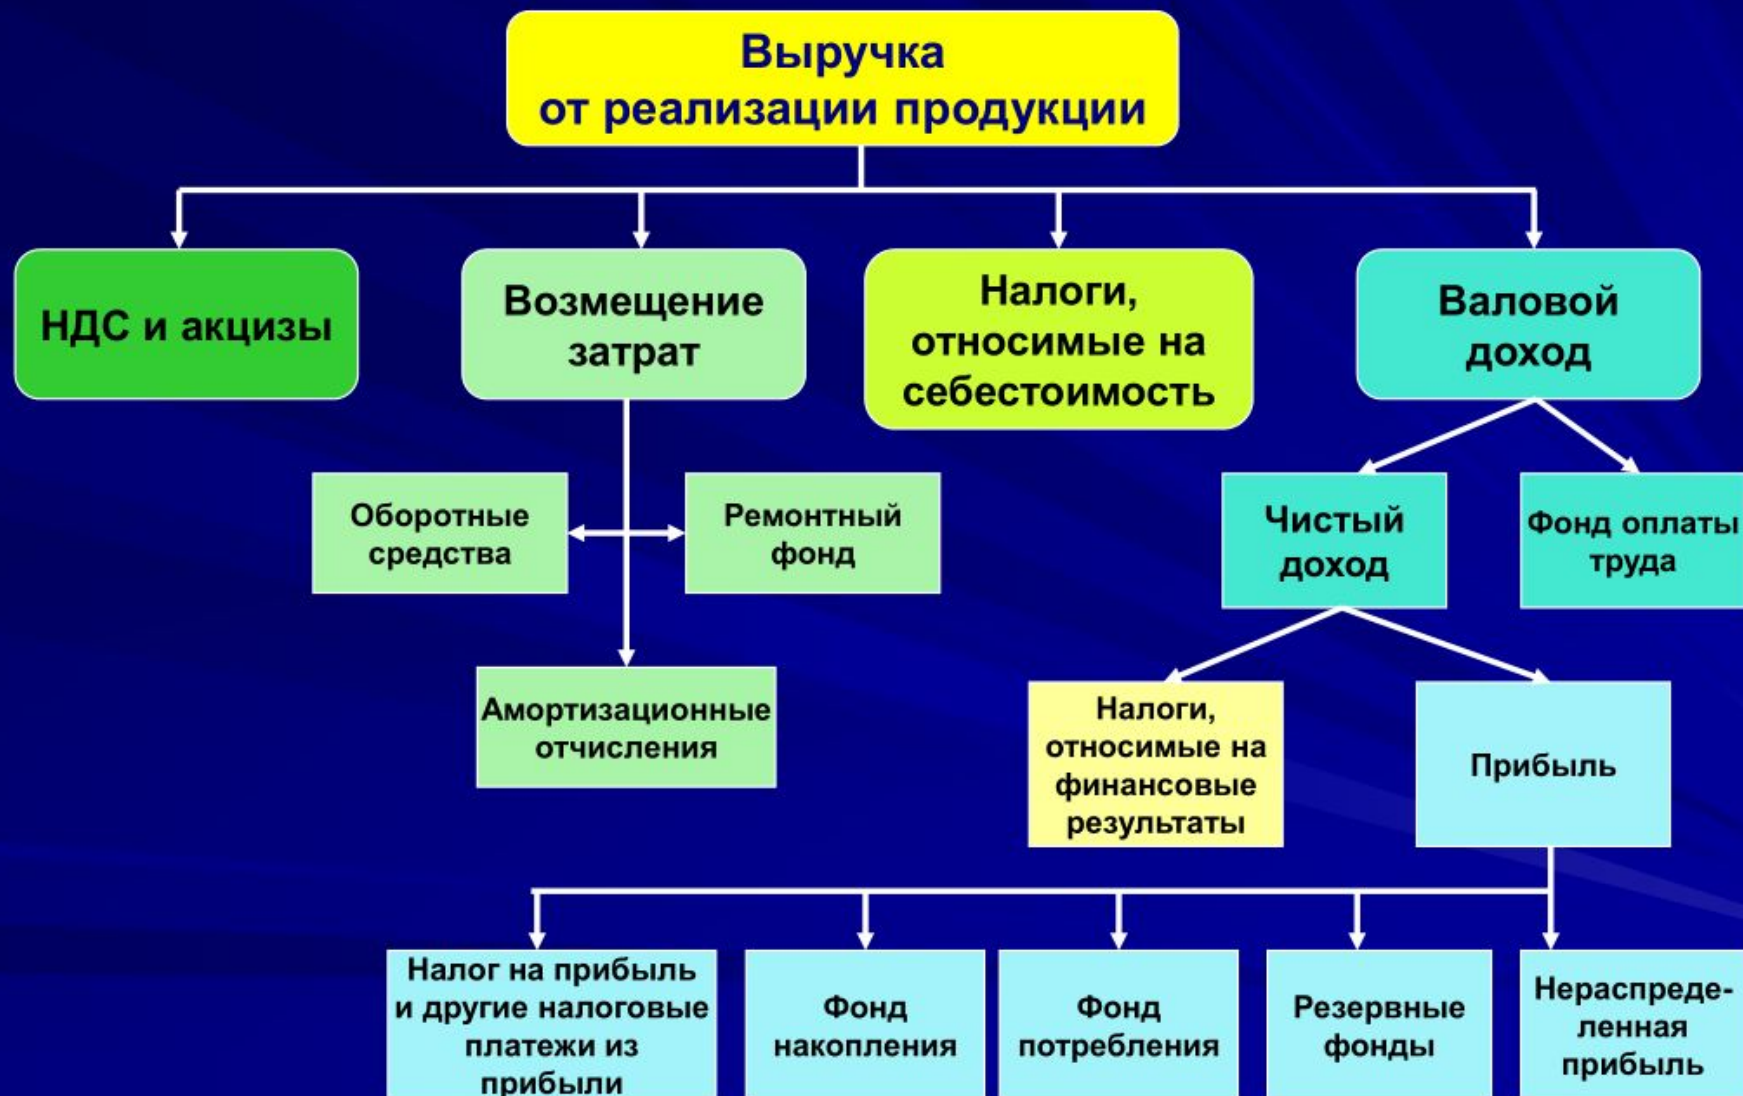 Выручка
от реализации продукции
НДС и акцизы
Возмещение
затрат
Налоги,
относимые на
себестоимость
Валовой
доход
Оборотные
средства
Ремонтный
фонд
Чистый
доход
Фонд оплаты
труда
Амортизационные
отчисления
Налоги,
относимые на
финансовые
результаты
Прибыль
Налог на прибыль
и другие налоговые
платежи из
прибыли
Фонд
накопления
Фонд
потребления
Резервные
фонды
Нераспреде-
ленная
прибыль